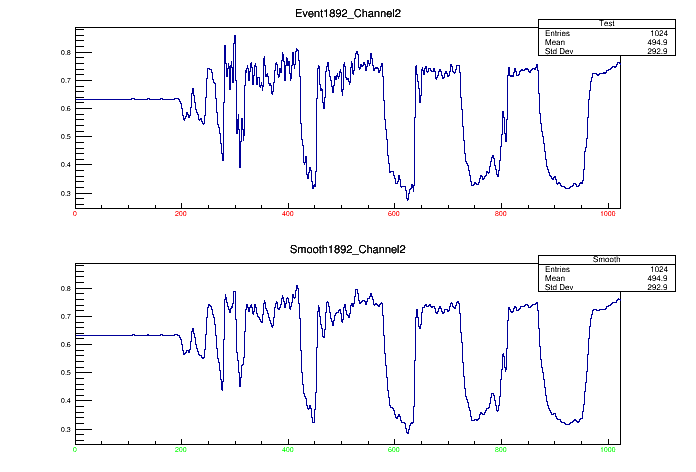 Event1892_Channel2
Test
Entries 1024
Mean 494.9
Std Dev 292.9
0.8
0.7
0.6
0.5
0.4
0.3
0 200 400 600 800 1000
Smooth1892_Channel2
Smooth
Entries 1024
Mean 494.9
Std Dev 292.9
0.8
0.7
0.6
0.5
0.4
0.3
0 200 400 600 800 1000